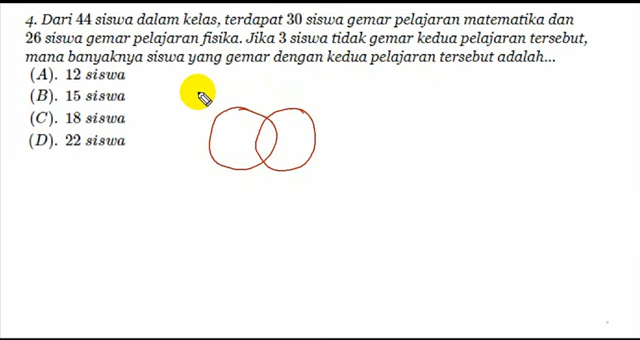 4. Dari 44 siswa dalam kelas, terdapat 30 siswa gemar pelajaran matematika dan
26 siswa gemar pelajaran fisika. Jika 3 siswa tidak gemar kedua pelajaran tersebut,
mana banyaknya siswa yang gemar dengan kedua pelajaran tersebut adalah...
(A). 12 siswa
(B). 15 siswa
(C). 18 siswa
(D). 22 siswa